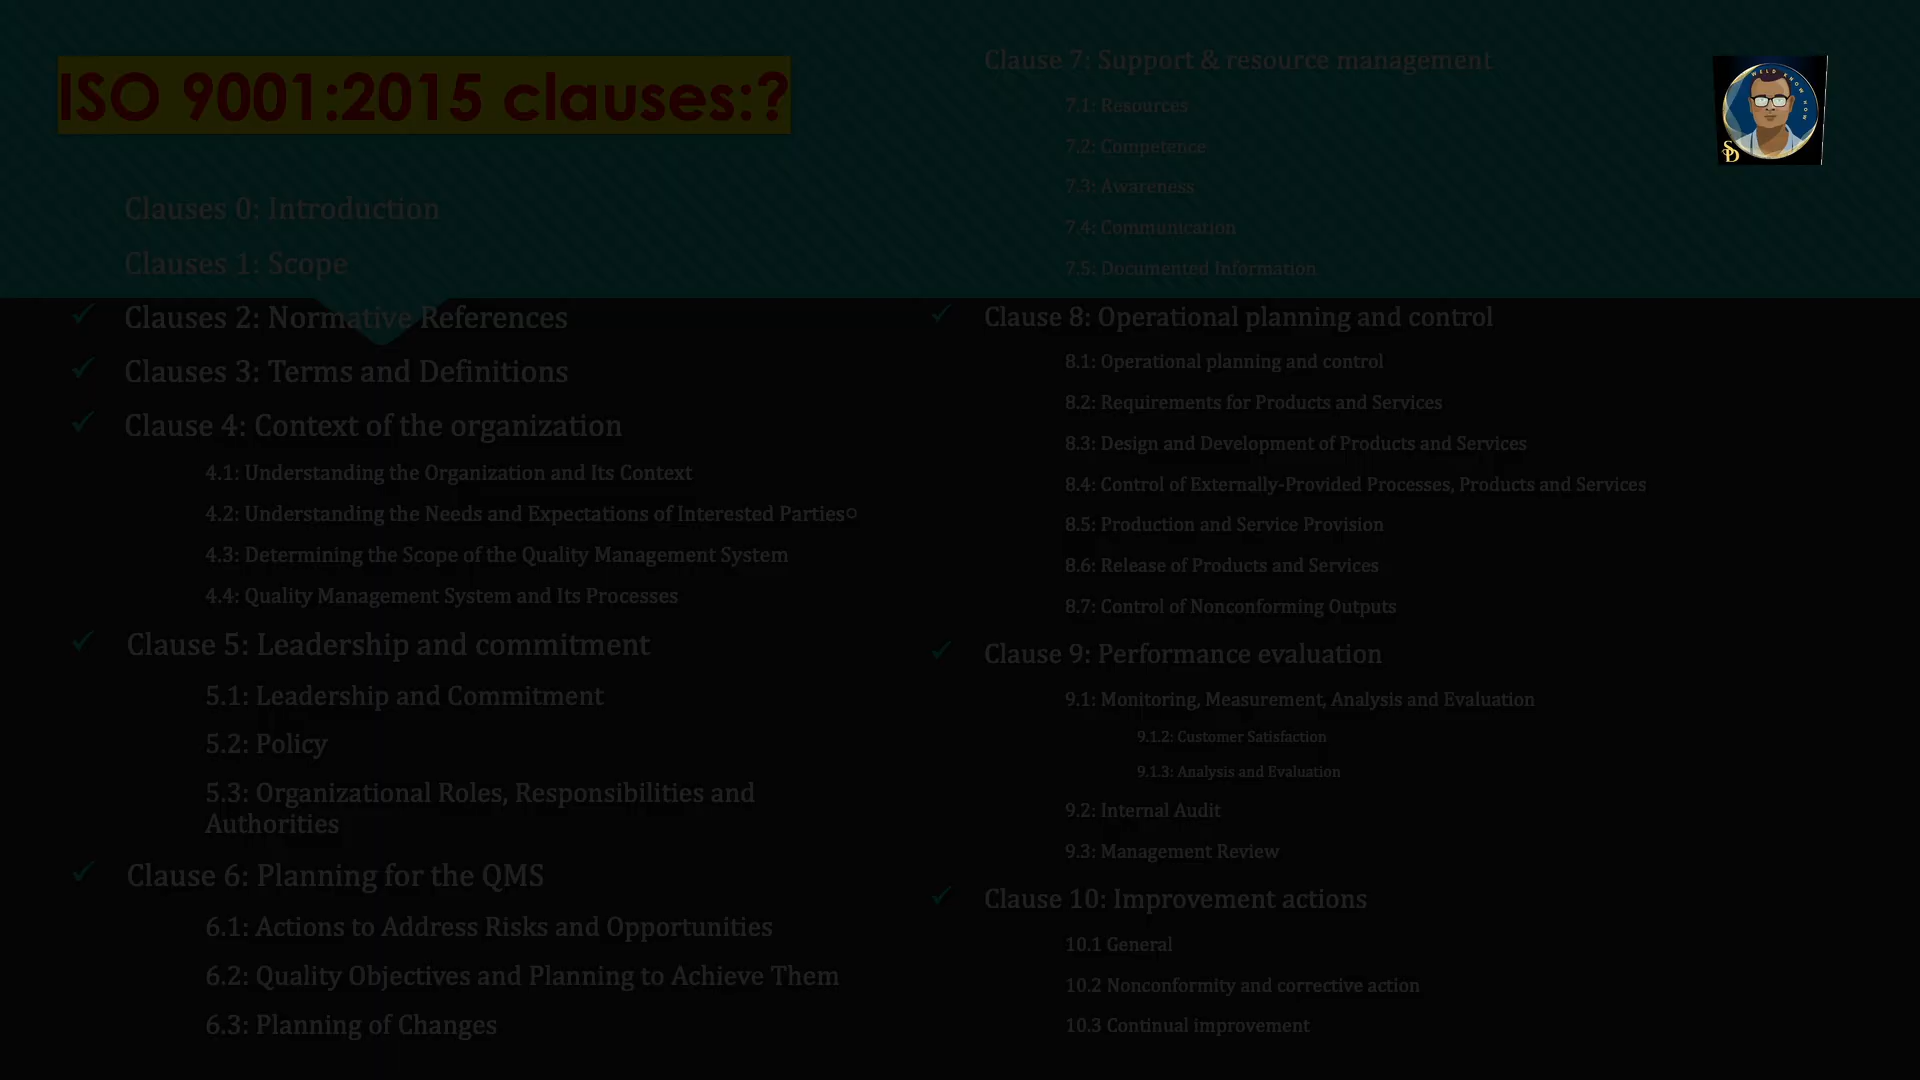 ISO 9001:2015 clauses:?
Clauses 0: Introduction
Clauses 1: Scope
✓ Clauses 2: Normative References
✓ Clauses 3: Terms and Definitions
✓ Clause 4: Context of the organization
4.1: Understanding the Organization and Its Context
4.2: Understanding the Needs and Expectations of Interested Parties○
4.3: Determining the Scope of the Quality Management System
4.4: Quality Management System and Its Processes
✓ Clause 5: Leadership and commitment
5.1: Leadership and Commitment
5.2: Policy
5.3: Organizational Roles, Responsibilities and
Authorities
✓ Clause 6: Planning for the QMS
6.1: Actions to Address Risks and Opportunities
6.2: Quality Objectives and Planning to Achieve Them
6.3: Planning of Changes
Clause 7: Support & resource management
7.1: Resources
7.2: Competence
7.3: Awareness
7.4: Communication
7.5: Documented Information
✓ Clause 8: Operational planning and control
8.1: Operational planning and control
8.2: Requirements for Products and Services
8.3: Design and Development of Products and Services
8.4: Control of Externally-Provided Processes, Products and Services
8.5: Production and Service Provision
8.6: Release of Products and Services
8.7: Control of Nonconforming Outputs
✓ Clause 9: Performance evaluation
9.1: Monitoring, Measurement, Analysis and Evaluation
9.1.2: Customer Satisfaction
9.1.3: Analysis and Evaluation
9.2: Internal Audit
9.3: Management Review
✓ Clause 10: Improvement actions
10.1 General
10.2 Nonconformity and corrective action
10.3 Continual improvement
WELD KNOW HOW
SD